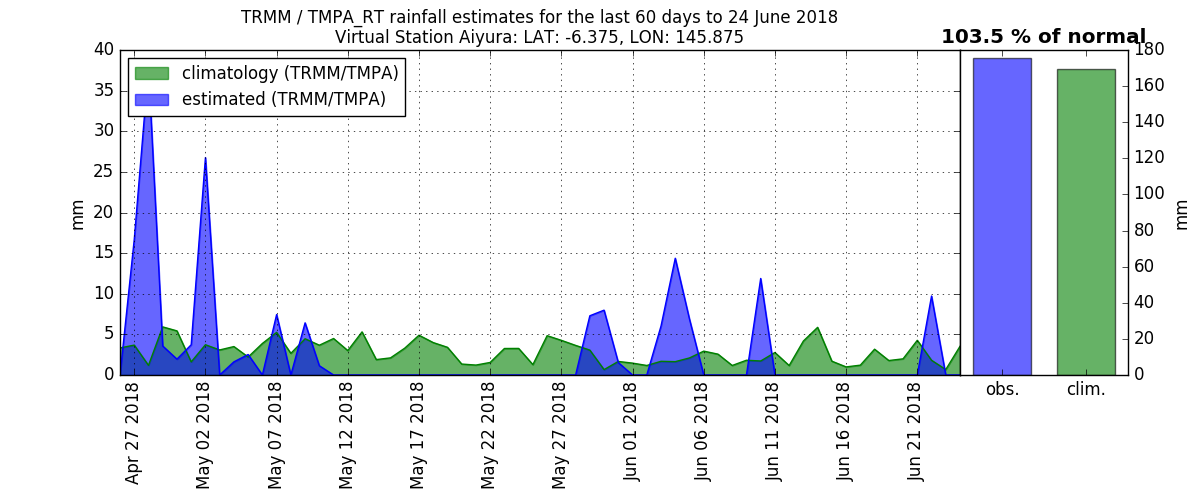 TRMM / TMPA_RT rainfall estimates for the last 60 days to 24 June 2018
Virtual Station Aiyura: LAT: -6.375, LON: 145.875
103.5 % of normal
climatology (TRMM/TMPA)
estimated (TRMM/TMPA)
mm
40
35
30
25
20
15
10
5
0
Apr 27 2018
May 02 2018
May 07 2018
May 12 2018
May 17 2018
May 22 2018
May 27 2018
Jun 01 2018
Jun 06 2018
Jun 11 2018
Jun 16 2018
Jun 21 2018
obs.
clim.
180
160
140
120
100
80
60
40
20
0
mm